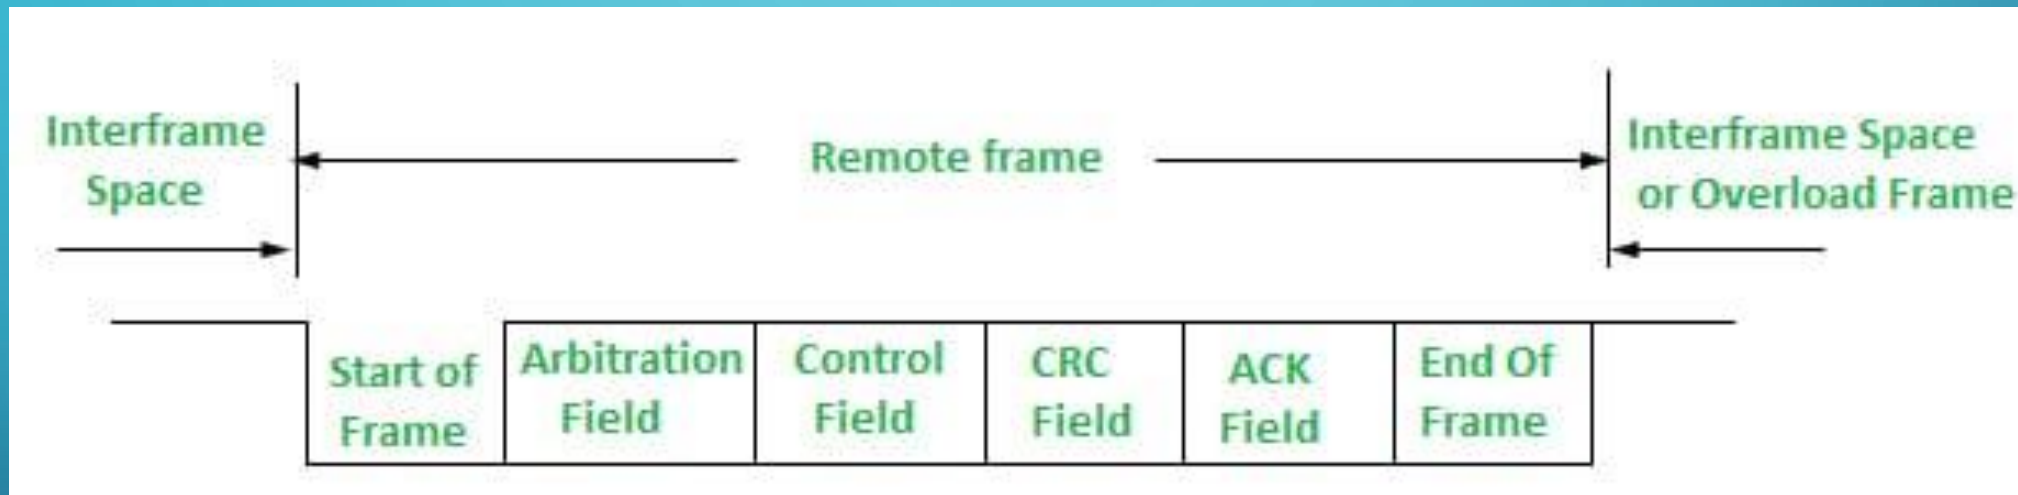 Interframe
Space
Remote frame
Interframe Space
or Overload Frame
Start of
Frame
Arbitration
Field
Control
Field
CRC
Field
ACK
Field
End Of
Frame